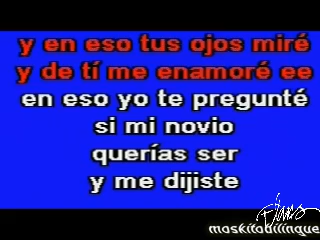 y en eso tus ojos miré
y de tí me enamoré ee
en eso yo te pregunté
si mi novio
querías ser
y me dijiste
maskitabilingue